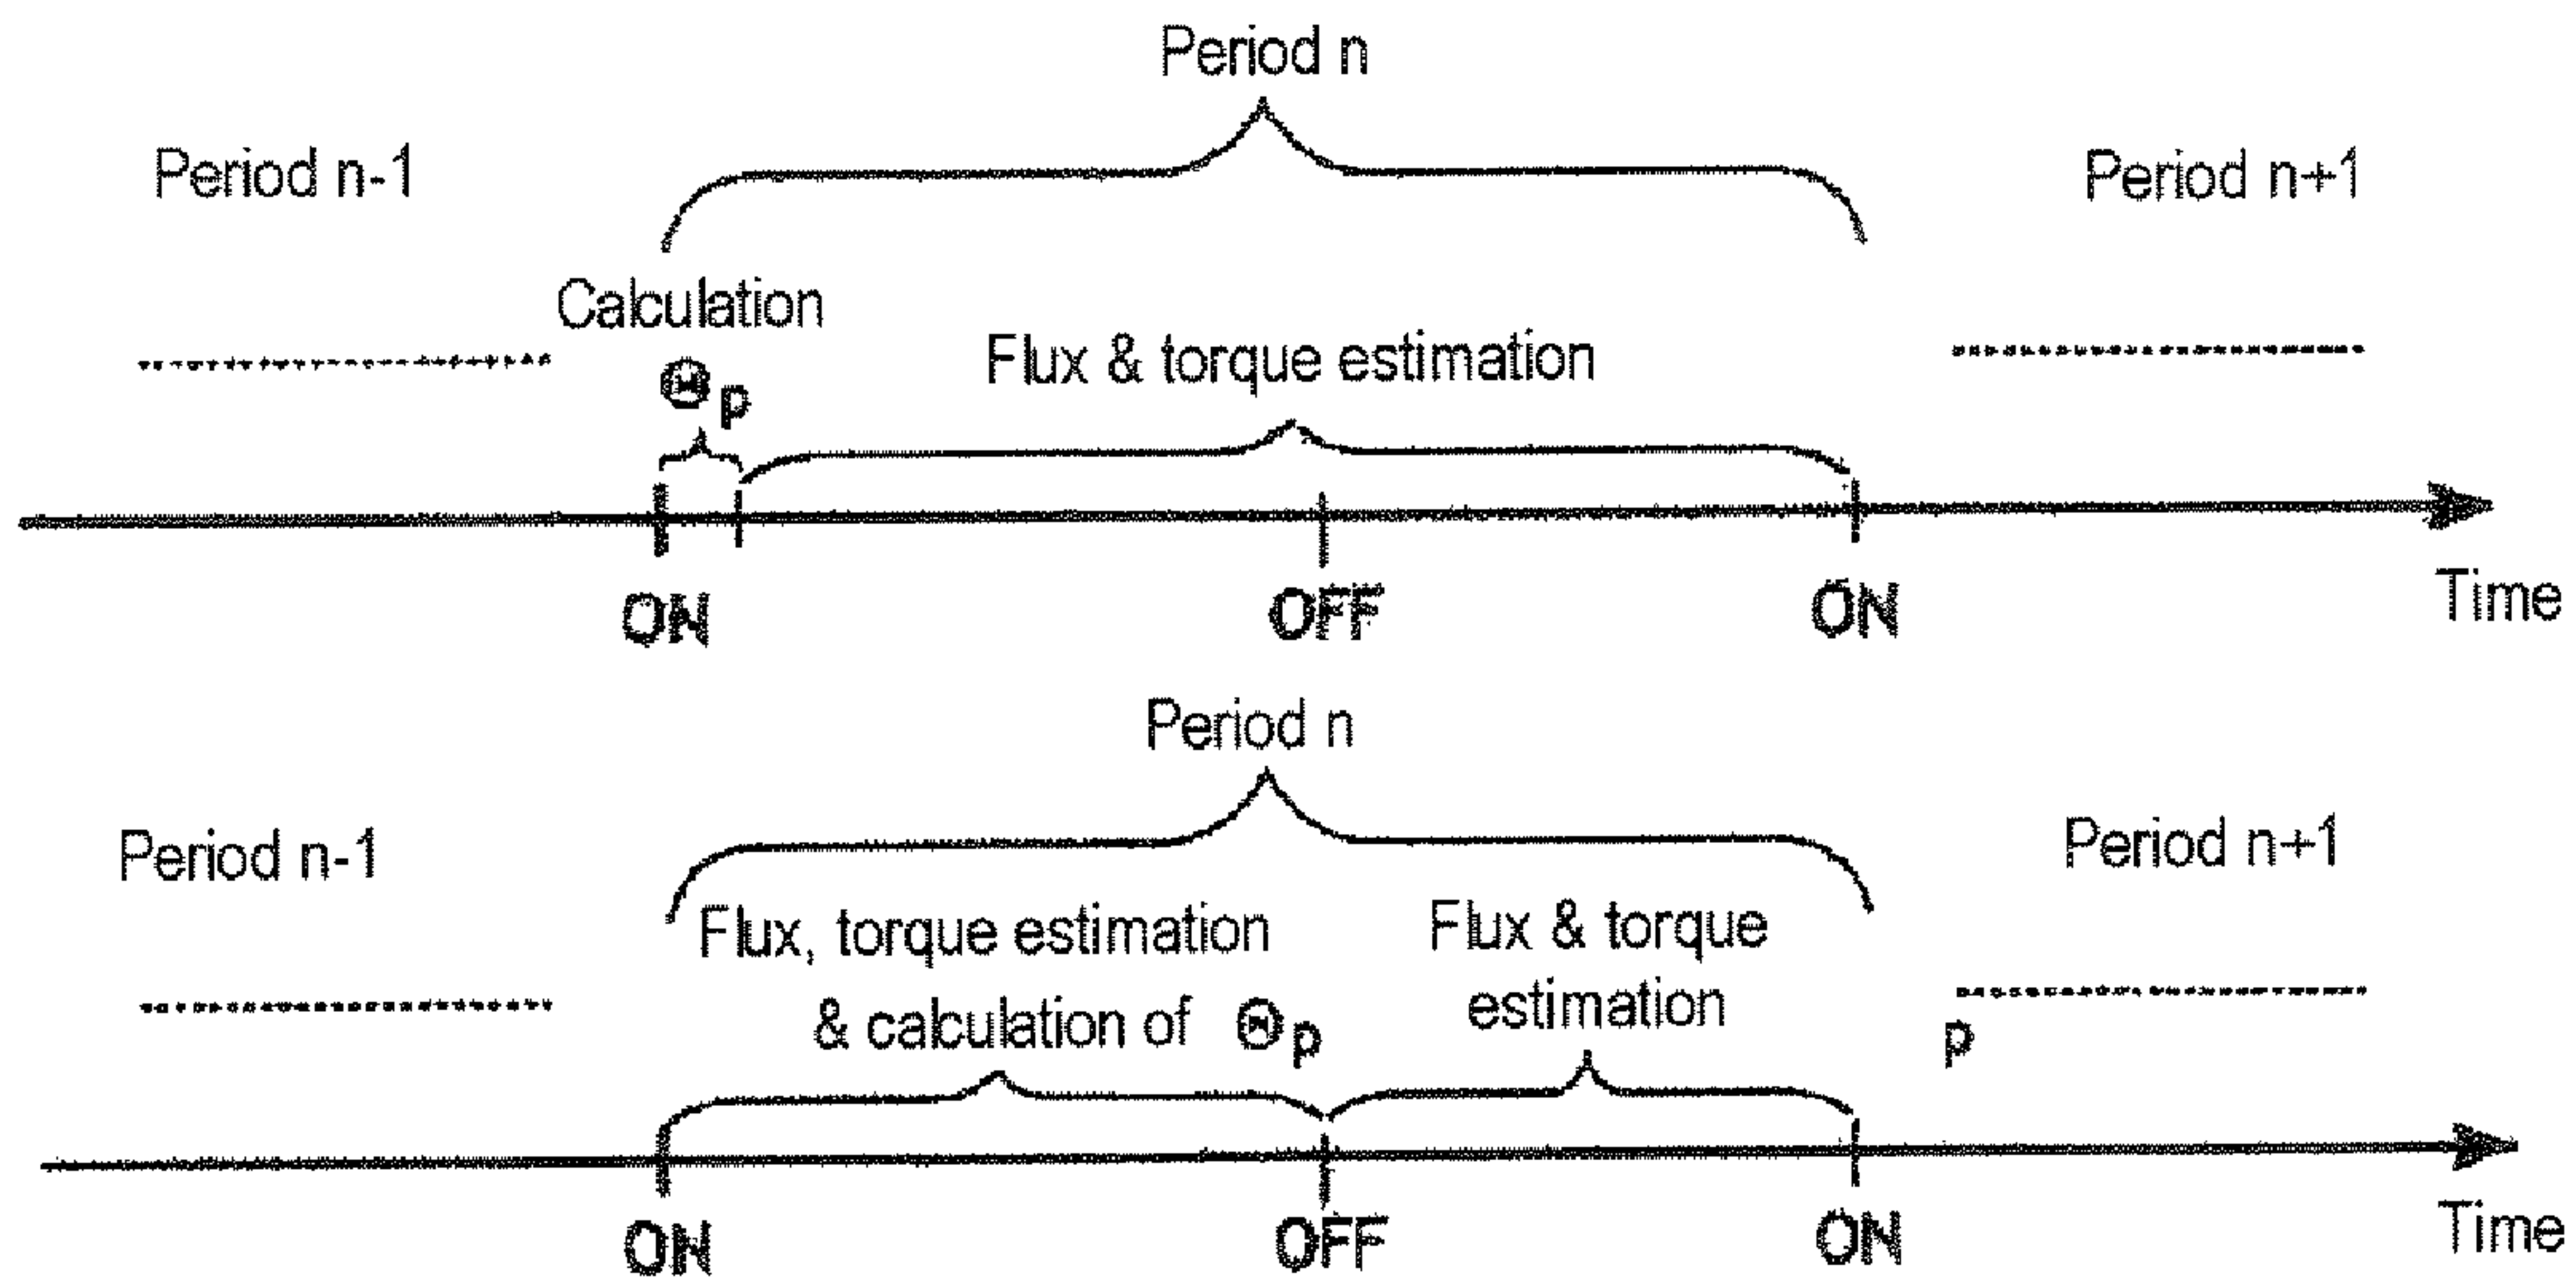 Period n
Period n-1
Period n+1
Calculation
Θp
Flux & torque estimation
ON
OFF
ON
Time
Period n
Period n-1
Period n+1
Flux, torque estimation
& calculation of Θp
Flux & torque
estimation
p
ON
OFF
ON
Time